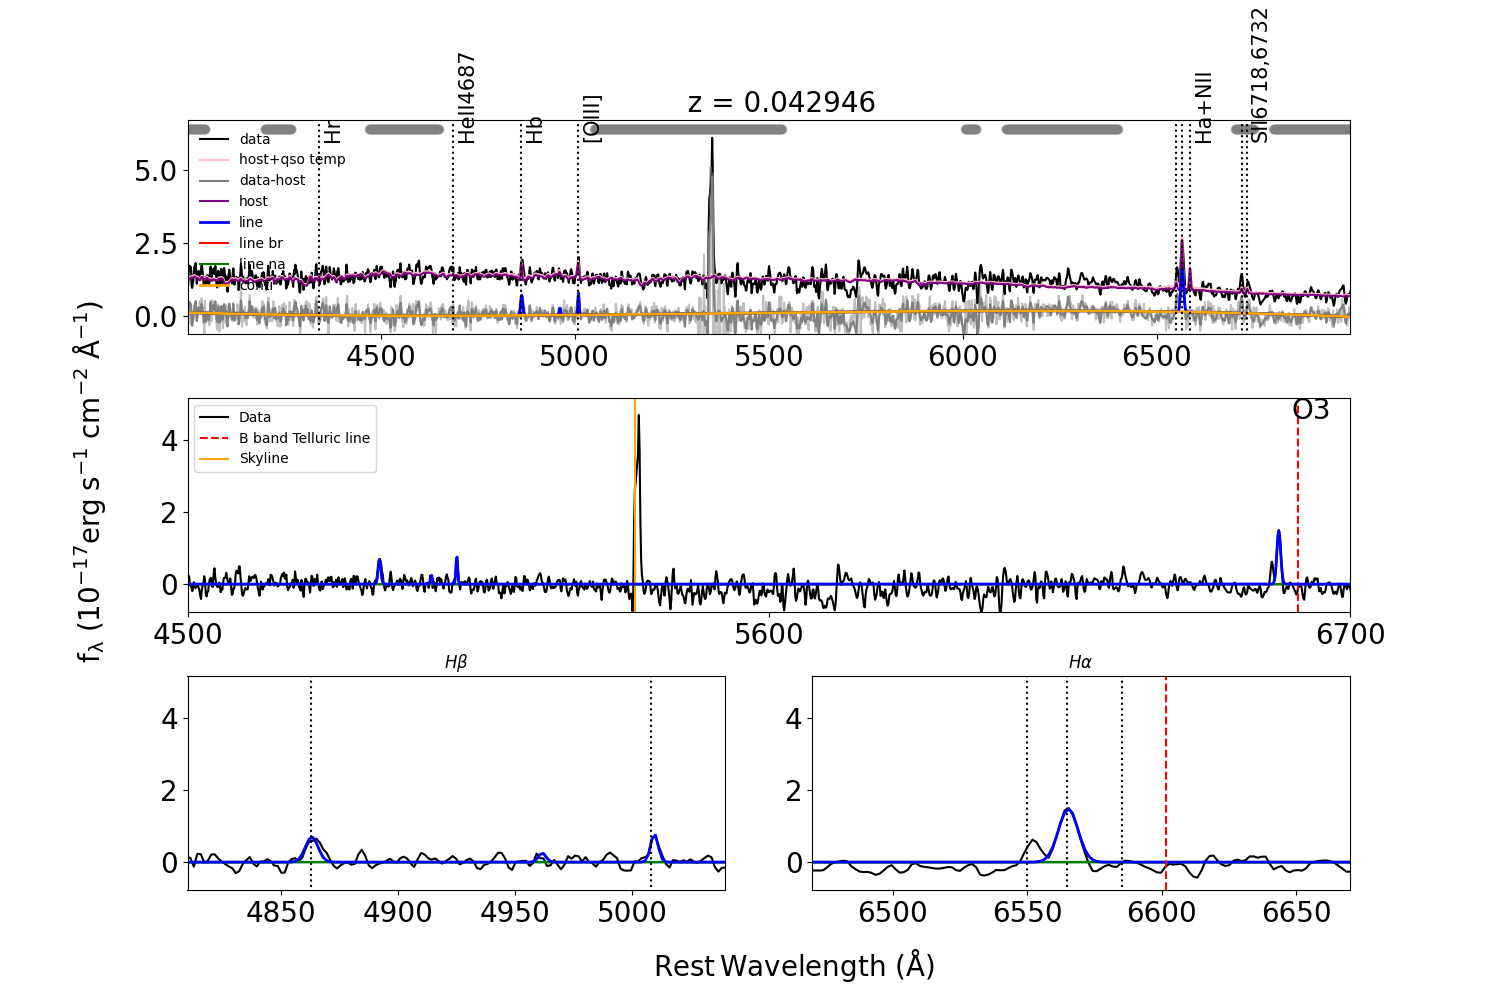 z = 0.042946
Hr
HeII4687
Hb
[OIII]
Ha+NII
SII6718,6732
data
host+qso temp
data-host
host
line
line br
line na
conti
5.0
2.5
0.0
4500 5000 5500 6000 6500
fλ (10⁻¹⁷erg s⁻¹ cm⁻² Å⁻¹)
O3
Data
B band Telluric line
Skyline
4
2
0
4500 5600 6700
Hβ
4
2
0
4850 4900 4950 5000
Hα
4
2
0
6500 6550 6600 6650
Rest Wavelength (Å)